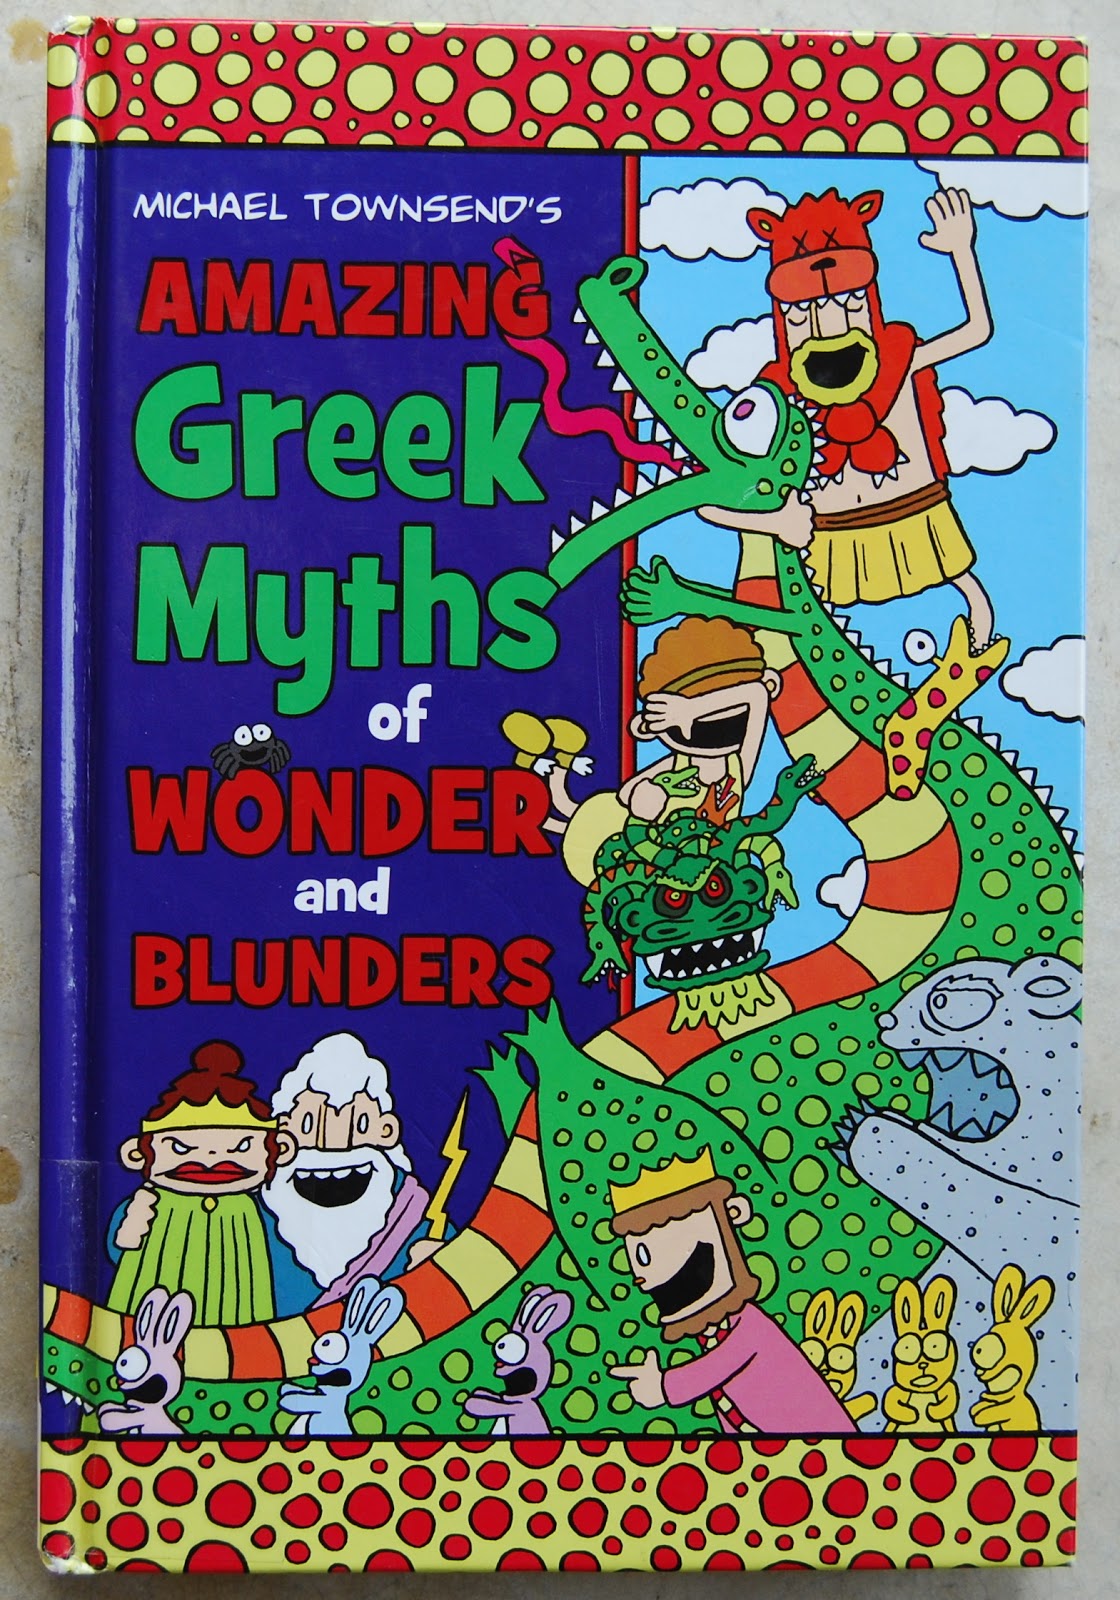 MICHAEL TOWNSEND'S
AMAZING
Greek
Myths
of
WONDER
and
BLUNDERS